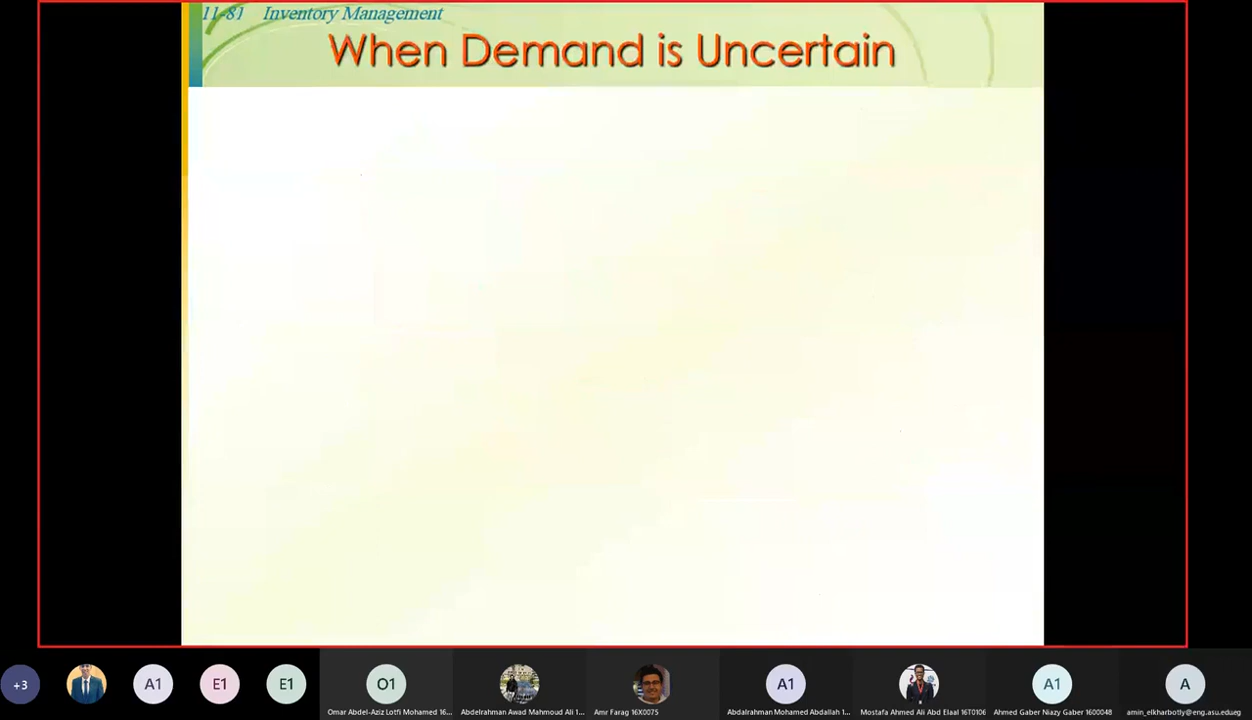 11-81 Inventory Management
When Demand is Uncertain
+3
A1
E1
E1
O1
A1
A1
A
Omar Abdel-Aziz Lotfi Mohamed 16...
Abdelrahman Awad Mahmoud Ali 1...
Amr Farag 16X0075
Abdalrahman Mohamed Abdallah 1...
Mostafa Ahmed Ali Abd Elaal 16T0106
Ahmed Gaber Niazy Gaber 1600048
amin_elkharbotly@eng.asu.edueg